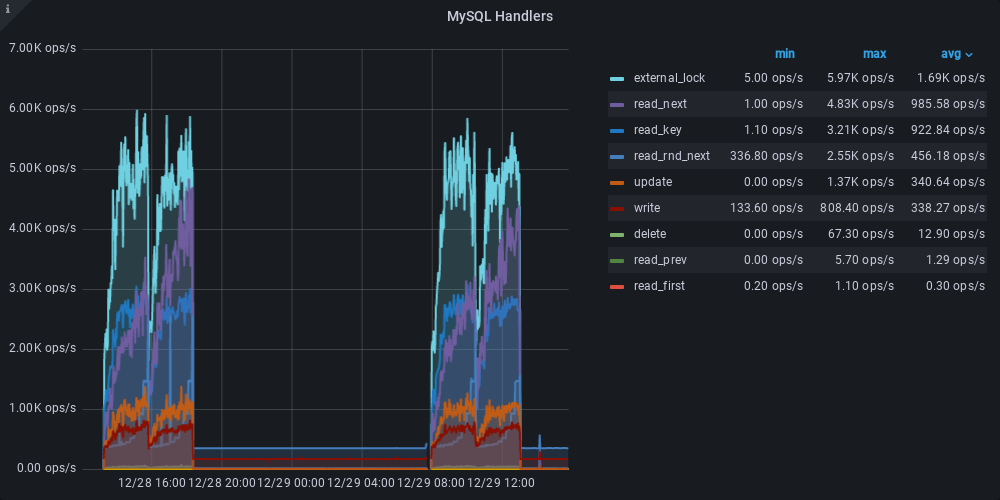 MySQL Handlers
7.00K ops/s
6.00K ops/s
5.00K ops/s
4.00K ops/s
3.00K ops/s
2.00K ops/s
1.00K ops/s
0.00 ops/s
12/28 16:00 12/28 20:00 12/29 00:00 12/29 04:00 12/29 08:00 12/29 12:00
min max avg
external_lock 5.00 ops/s 5.97K ops/s 1.69K ops/s
read_next 1.00 ops/s 4.83K ops/s 985.58 ops/s
read_key 1.10 ops/s 3.21K ops/s 922.84 ops/s
read_rnd_next 336.80 ops/s 2.55K ops/s 456.18 ops/s
update 0.00 ops/s 1.37K ops/s 340.64 ops/s
write 133.60 ops/s 808.40 ops/s 338.27 ops/s
delete 0.00 ops/s 67.30 ops/s 12.90 ops/s
read_prev 0.00 ops/s 5.70 ops/s 1.29 ops/s
read_first 0.20 ops/s 1.10 ops/s 0.30 ops/s